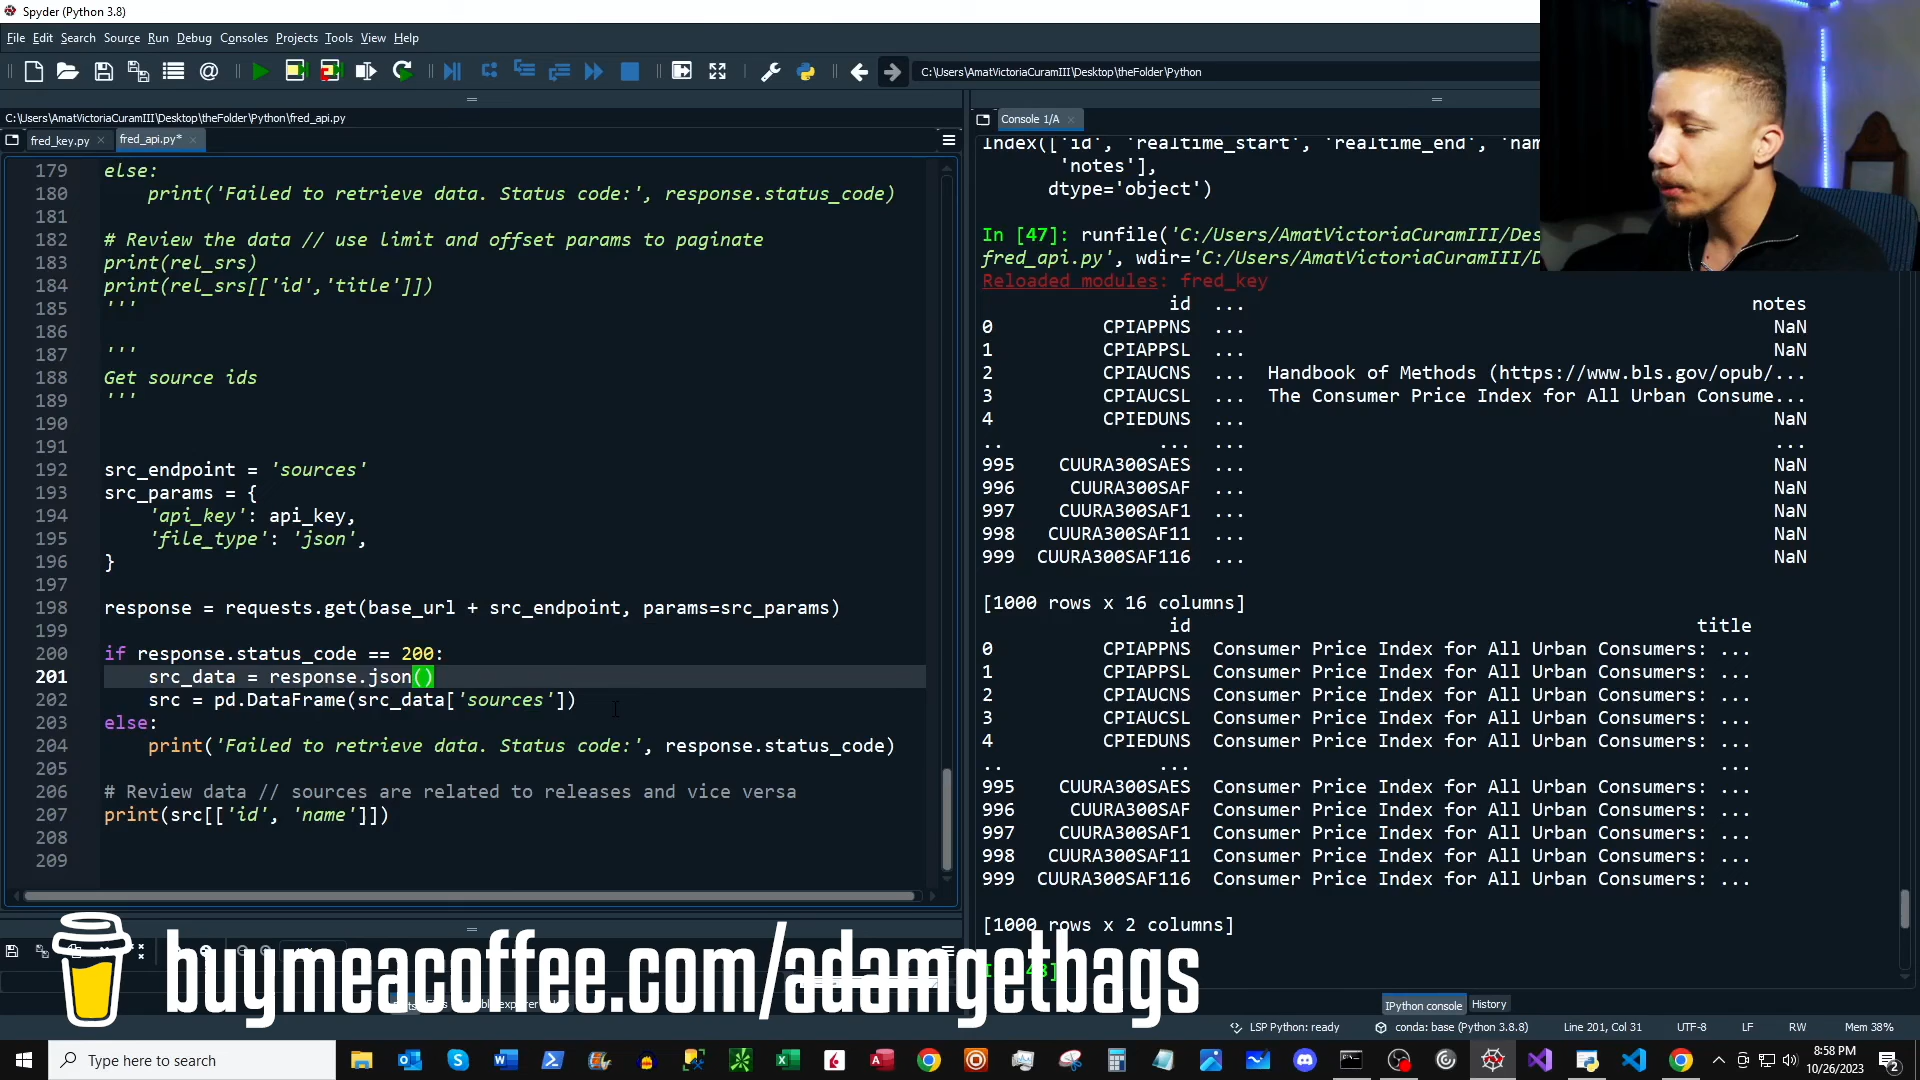 Spyder (Python 3.8)
File Edit Search Source Run Debug Consoles Projects Tools View Help
C:\Users\AmatVictoriaCuramIII\Desktop\theFolder\Python
C:\Users\AmatVictoriaCuramIII\Desktop\theFolder\Python\fred_api.py
fred_key.py
fred_api.py*
179 else:
180 print('Failed to retrieve data. Status code:', response.status_code)
181
182 # Review the data // use limit and offset params to paginate
183 print(rel_srs)
184 print(rel_srs[['id','title']])
185 '''
186
187 '''
188 Get source ids
189 '''
190
191
192 src_endpoint = 'sources'
193 src_params = {
194 'api_key': api_key,
195 'file_type': 'json',
196 }
197
198 response = requests.get(base_url + src_endpoint, params=src_params)
199
200 if response.status_code == 200:
201 src_data = response.json()
202 src = pd.DataFrame(src_data['sources'])
203 else:
204 print('Failed to retrieve data. Status code:', response.status_code)
205
206 # Review data // sources are related to releases and vice versa
207 print(src[['id', 'name']])
208
209
Console 1/A
Index(['id', 'realtime_start', 'realtime_end', 'nam
'notes'],
dtype='object')
In [47]: runfile('C:/Users/AmatVictoriaCuramIII/Des
fred_api.py', wdir='C:/Users/AmatVictoriaCuramIII/D
Reloaded modules: fred_key
id ... notes
0 CPIAPPNS ... NaN
1 CPIAPPSL ... NaN
2 CPIAUCNS ... Handbook of Methods (https://www.bls.gov/opub/...
3 CPIAUCSL ... The Consumer Price Index for All Urban Consume...
4 CPIEDUNS ... NaN
.. ... ... ...
995 CUURA300SAES ... NaN
996 CUURA300SAF ... NaN
997 CUURA300SAF1 ... NaN
998 CUURA300SAF11 ... NaN
999 CUURA300SAF116 ... NaN
[1000 rows x 16 columns]
id title
0 CPIAPPNS Consumer Price Index for All Urban Consumers: ...
1 CPIAPPSL Consumer Price Index for All Urban Consumers: ...
2 CPIAUCNS Consumer Price Index for All Urban Consumers: ...
3 CPIAUCSL Consumer Price Index for All Urban Consumers: ...
4 CPIEDUNS Consumer Price Index for All Urban Consumers: ...
.. ... ...
995 CUURA300SAES Consumer Price Index for All Urban Consumers: ...
996 CUURA300SAF Consumer Price Index for All Urban Consumers: ...
997 CUURA300SAF1 Consumer Price Index for All Urban Consumers: ...
998 CUURA300SAF11 Consumer Price Index for All Urban Consumers: ...
999 CUURA300SAF116 Consumer Price Index for All Urban Consumers: ...
[1000 rows x 2 columns]
buymeacoffee.com/adamgetbags
IPython console History
LSP Python: ready conda: base (Python 3.8.8) Line 201, Col 31 UTF-8 LF RW Mem 38%
Type here to search
8:58 PM
10/26/2023
2